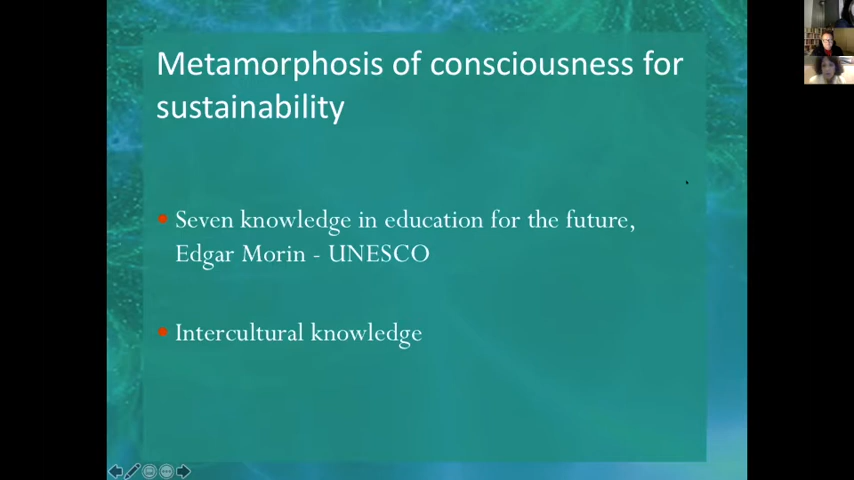 Metamorphosis of consciousness for
sustainability
Seven knowledge in education for the future,
Edgar Morin - UNESCO
Intercultural knowledge